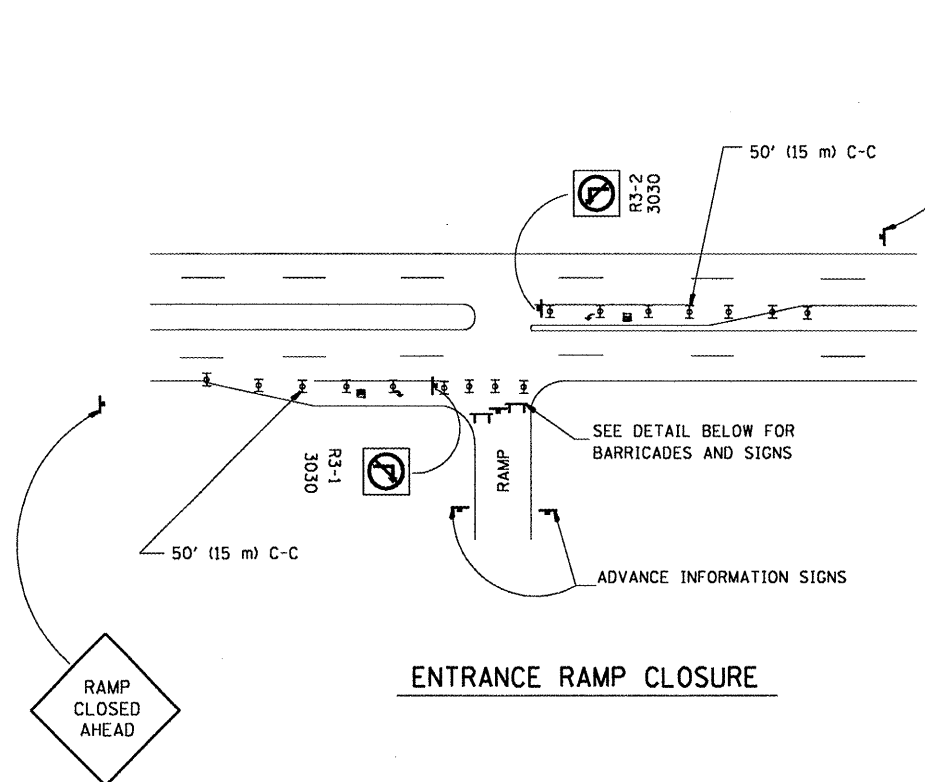 50' (15 m) C-C
R3-2
3030
SEE DETAIL BELOW FOR
BARRICADES AND SIGNS
R3-1
3030
RAMP
50' (15 m) C-C
ADVANCE INFORMATION SIGNS
RAMP
CLOSED
AHEAD
ENTRANCE RAMP CLOSURE